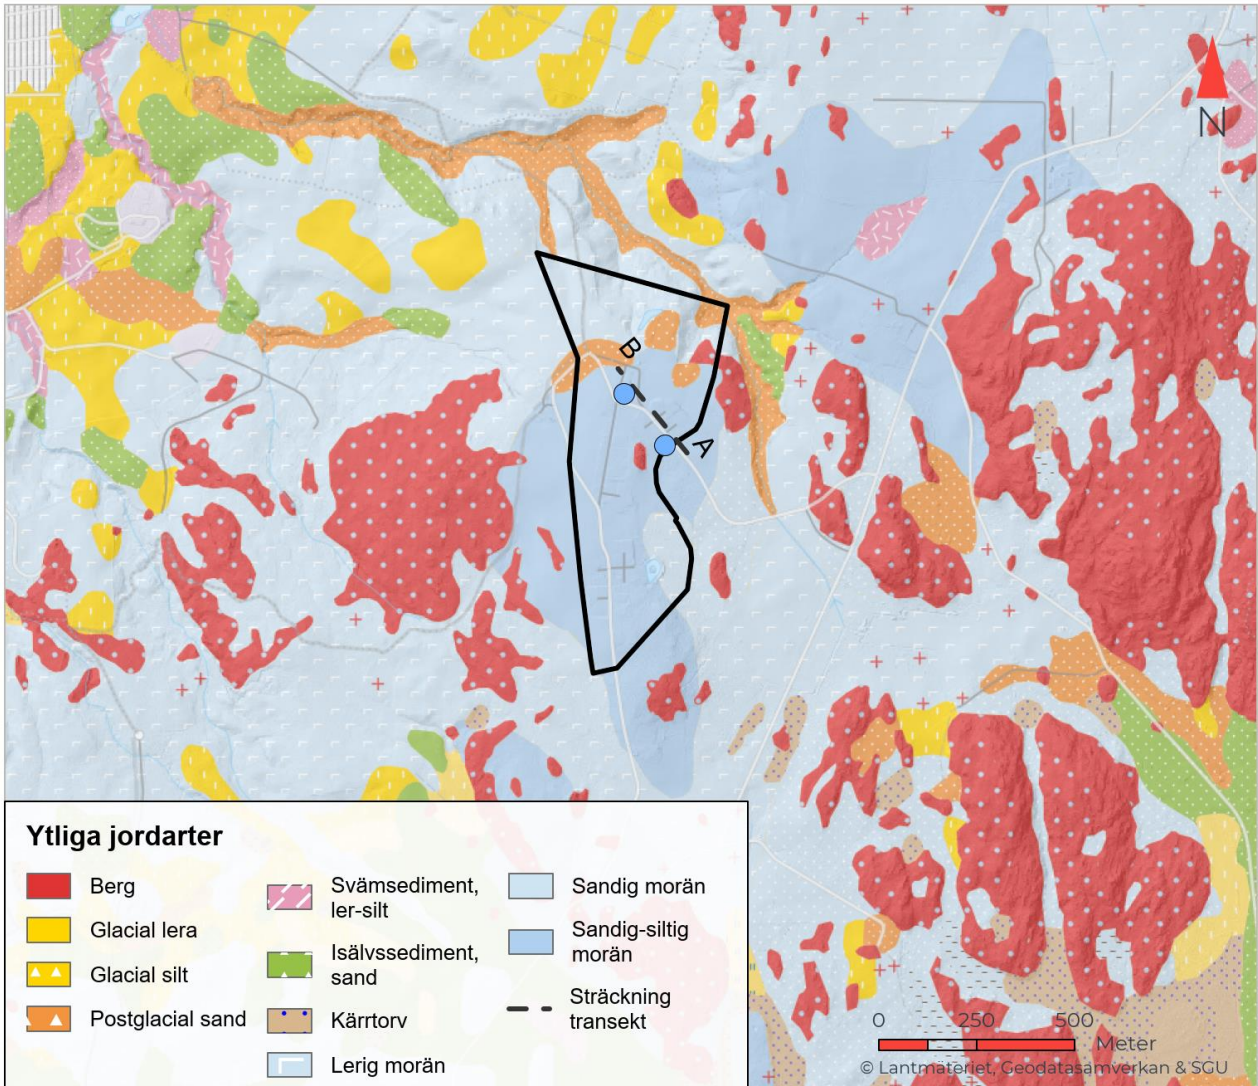 N
B
A
Ytliga jordarter
Berg
Glacial lera
Glacial silt
Postglacial sand
Svämsediment,
ler-silt
Isälvssediment,
sand
Kärrtorv
Lerig morän
Sandig morän
Sandig-siltig
morän
Sträckning
transekt
0 250 500
Meter
© Lantmäteriet, Geodatasamverkan & SGU